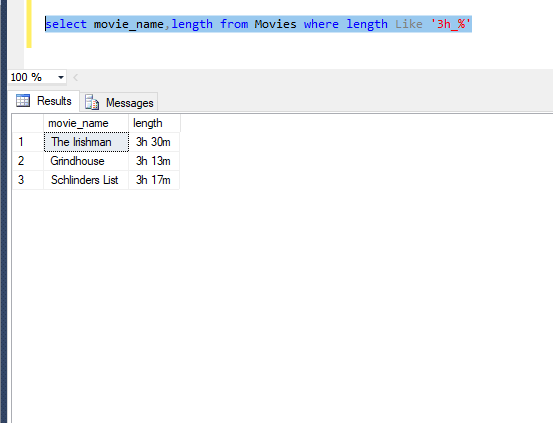 select movie_name,length from Movies where length Like '3h_%'
100 %
Results Messages
movie_name length
1 The Irishman 3h 30m
2 Grindhouse 3h 13m
3 Schlinders List 3h 17m